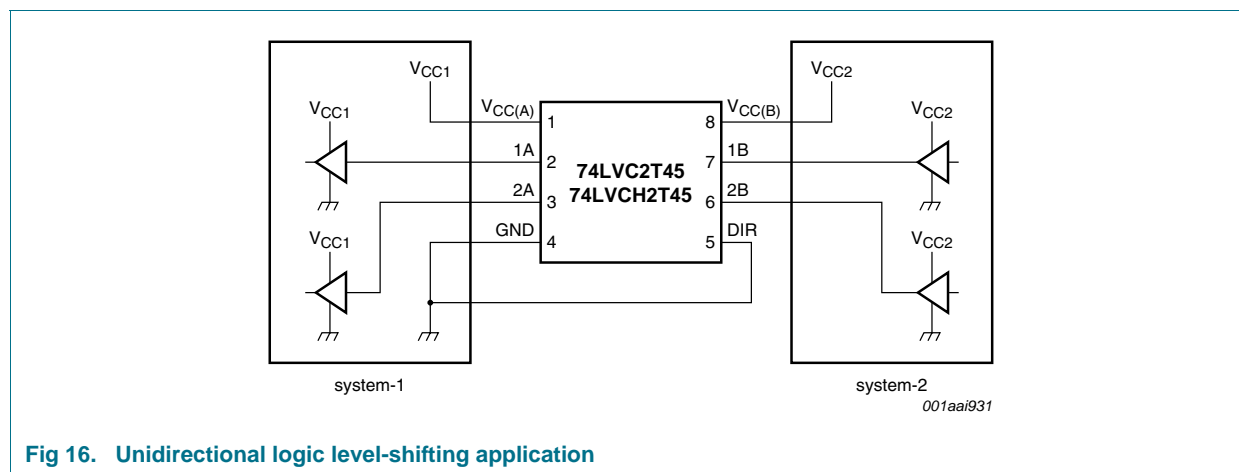 VCC1
VCC1
VCC(A)
1
1A
2
2A
3
VCC1
GND
4
74LVC2T45
74LVCH2T45
VCC2
VCC(B)
8
VCC2
1B
7
2B
6
DIR
5
VCC2
system-1
system-2
001aai931
Fig 16. Unidirectional logic level-shifting application